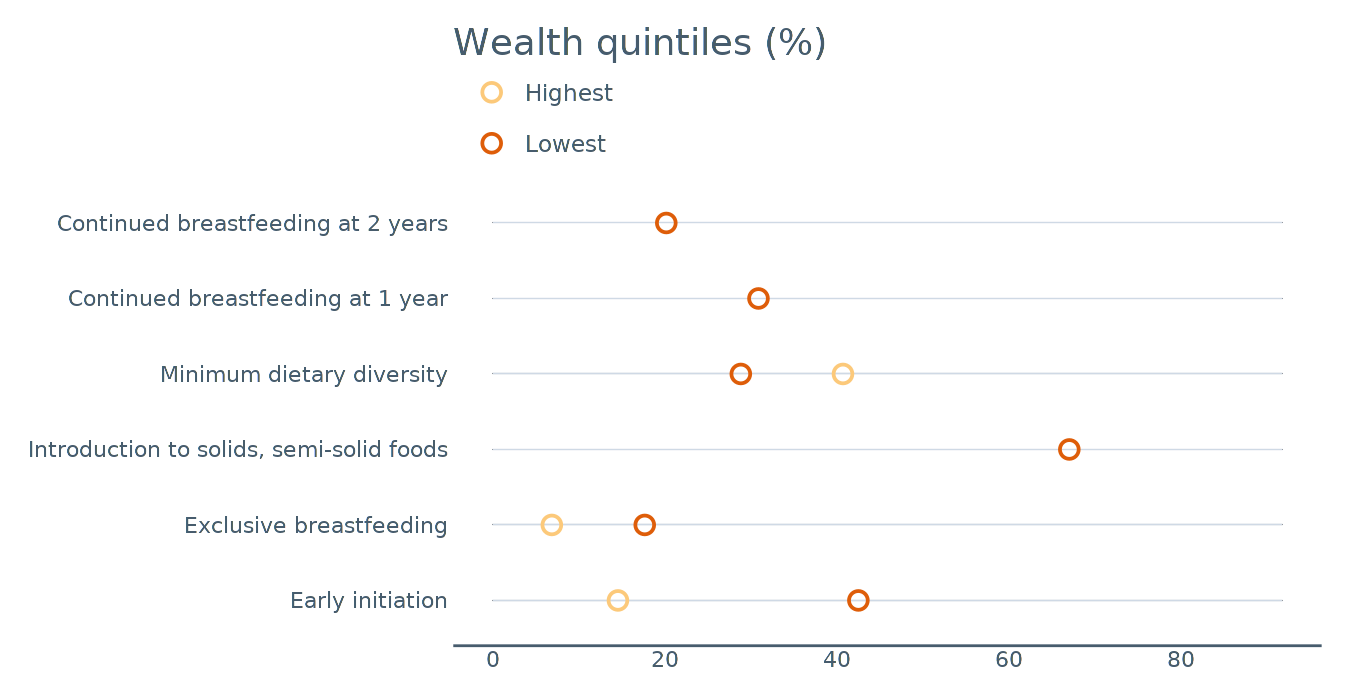 Wealth quintiles (%)
Highest
Lowest
Continued breastfeeding at 2 years
Continued breastfeeding at 1 year
Minimum dietary diversity
Introduction to solids, semi-solid foods
Exclusive breastfeeding
Early initiation
0 20 40 60 80